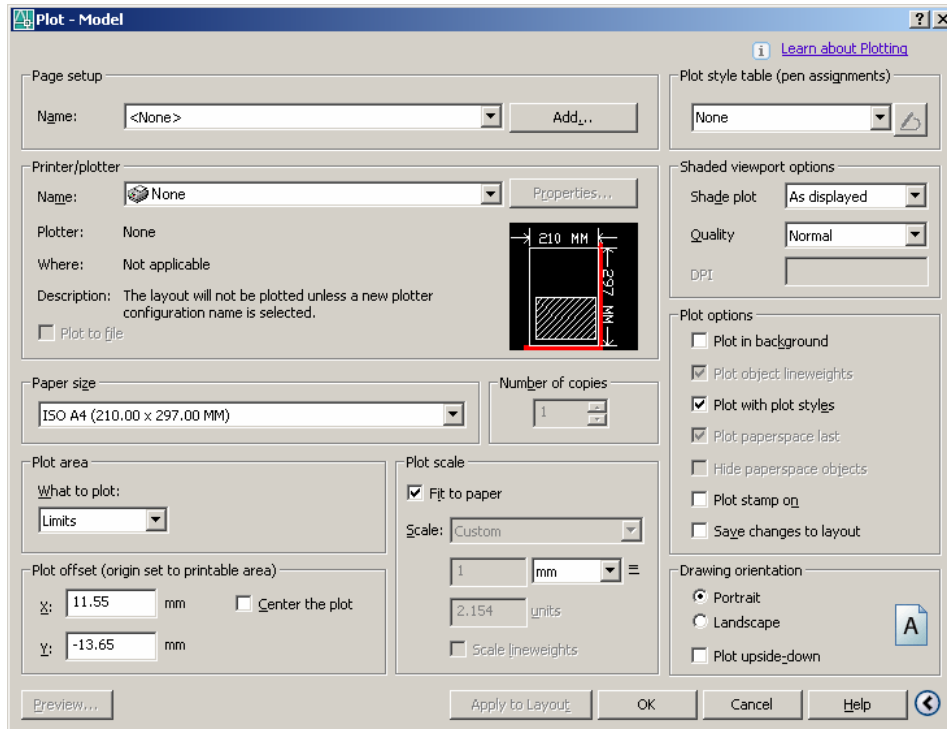 Plot - Model
Learn about Plotting
Page setup
Name: <None> Add...
Plot style table (pen assignments)
None
Printer/plotter
Name: None Properties...
Plotter: None
Where: Not applicable
Description: The layout will not be plotted unless a new plotter
configuration name is selected.
Plot to file
210 MM
297 MM
Shaded viewport options
Shade plot As displayed
Quality Normal
DPI
Paper size
ISO A4 (210.00 x 297.00 MM)
Number of copies
1
Plot options
Plot in background
Plot object lineweights
Plot with plot styles
Plot paperspace last
Hide paperspace objects
Plot stamp on
Save changes to layout
Plot area
What to plot:
Limits
Plot scale
Fit to paper
Scale: Custom
1 mm =
2.154 units
Scale lineweights
Plot offset (origin set to printable area)
X: 11.55 mm Center the plot
Y: -13.65 mm
Drawing orientation
Portrait
Landscape
Plot upside-down
A
Preview... Apply to Layout OK Cancel Help